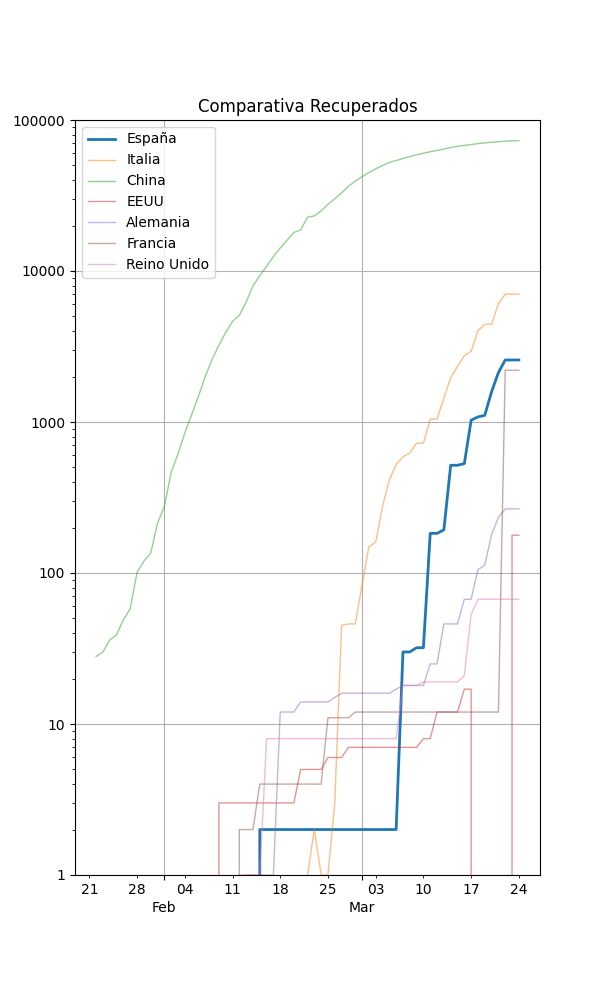 Comparativa Recuperados
100000
10000
1000
100
10
1
España
Italia
China
EEUU
Alemania
Francia
Reino Unido
21 28 04 11 18 25 03 10 17 24
Feb Mar